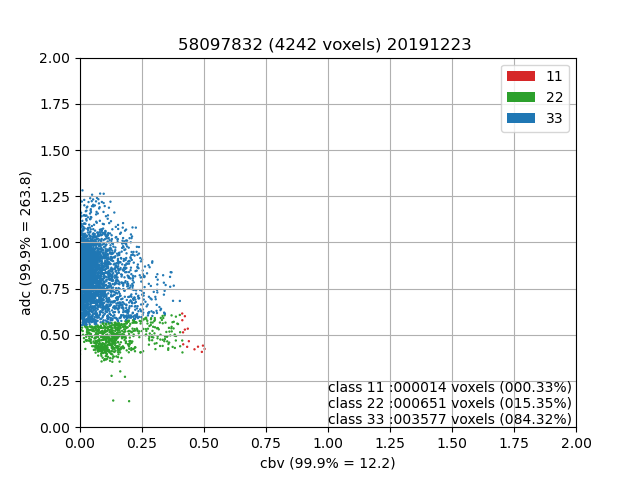 58097832 (4242 voxels) 20191223
2.00
1.75
1.50
1.25
1.00
0.75
0.50
0.25
0.00
adc (99.9% = 263.8)
11
22
33
class 11 :000014 voxels (000.33%)
class 22 :000651 voxels (015.35%)
class 33 :003577 voxels (084.32%)
0.00 0.25 0.50 0.75 1.00 1.25 1.50 1.75 2.00
cbv (99.9% = 12.2)